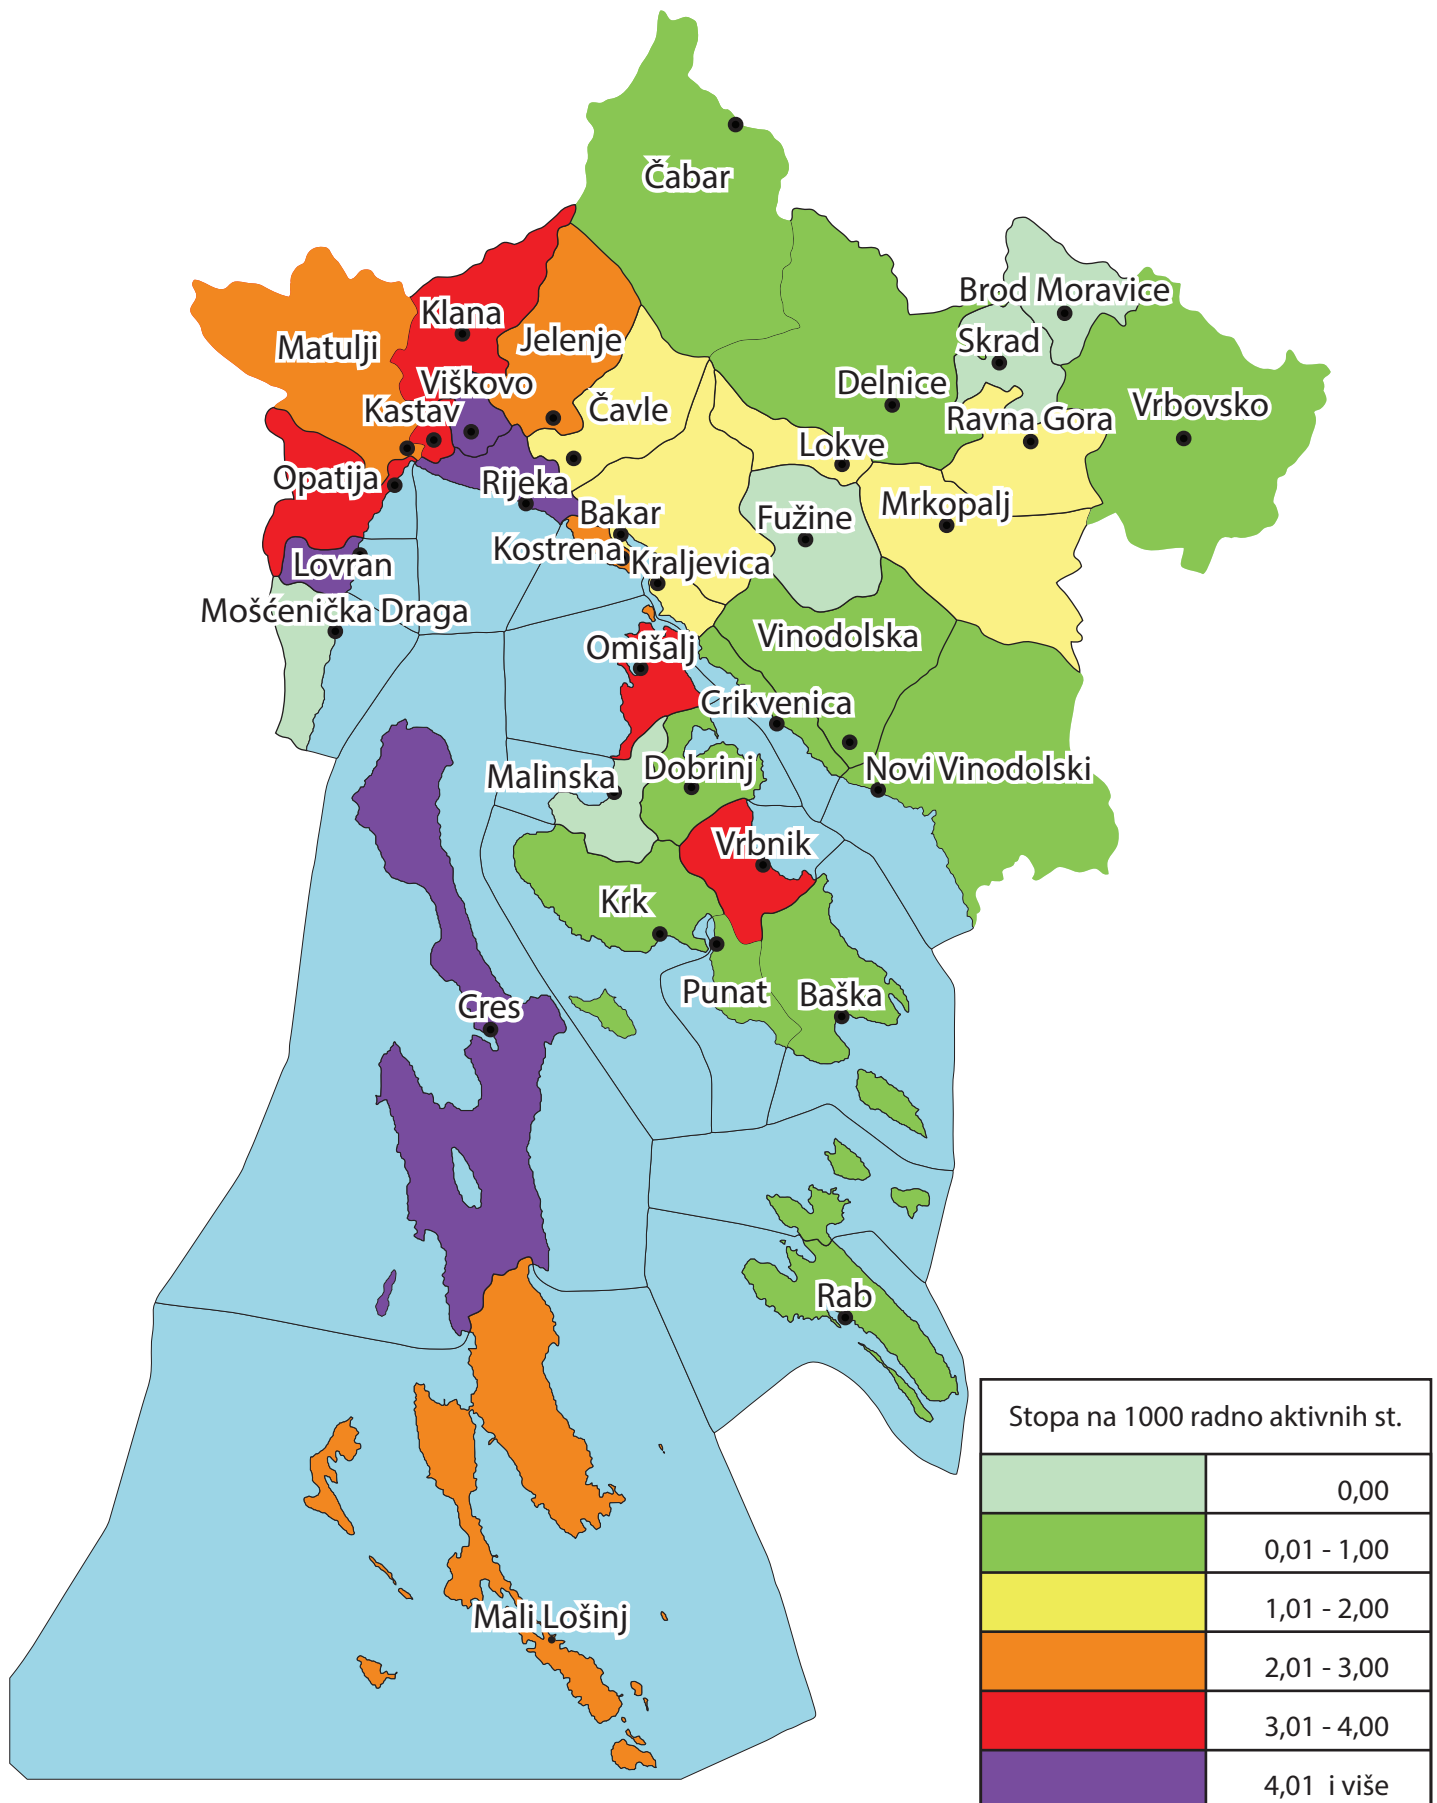 Čabar
Brod Moravice
Klana
Jelenje
Skrad
Matulji
Viškovo
Delnice
Kastav
Čavle
Vrbovsko
Ravna Gora
Lokve
Opatija
Rijeka
Mrkopalj
Bakar
Fužine
Kostrena
Lovran
Kraljevica
Mošćenička Draga
Vinodolska
Omišalj
Crikvenica
Malinska
Dobrinj
Novi Vinodolski
Vrbnik
Krk
Punat
Baška
Cres
Rab
Mali Lošinj
Stopa na 1000 radno aktivnih st.
0,00
0,01 - 1,00
1,01 - 2,00
2,01 - 3,00
3,01 - 4,00
4,01 i više